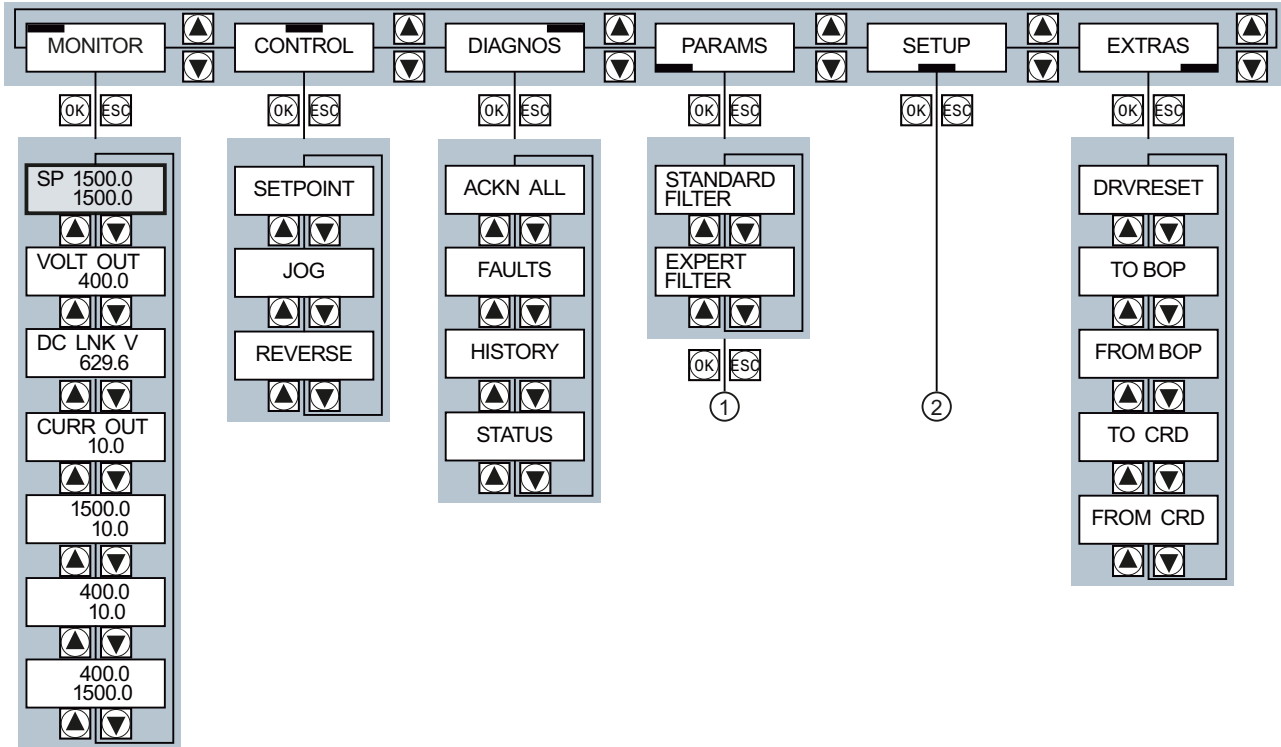 MONITOR
CONTROL
DIAGNOS
PARAMS
SETUP
EXTRAS
OK ESC
OK ESC
OK ESC
OK ESC
OK ESC
OK ESC
SP 1500.0
1500.0
VOLT OUT
400.0
DC LNK V
629.6
CURR OUT
10.0
1500.0
10.0
400.0
10.0
400.0
1500.0
SETPOINT
JOG
REVERSE
ACKN ALL
FAULTS
HISTORY
STATUS
STANDARD
FILTER
EXPERT
FILTER
OK ESC
1
2
DRVRESET
TO BOP
FROM BOP
TO CRD
FROM CRD